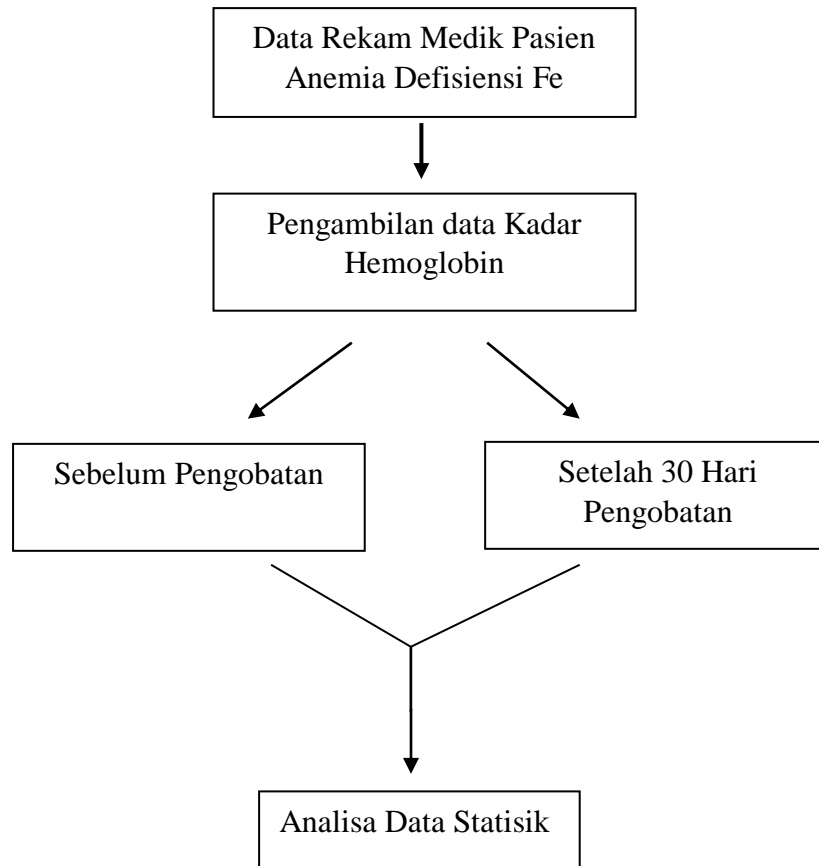 Data Rekam Medik Pasien
Anemia Defisiensi Fe
Pengambilan data Kadar
Hemoglobin
Sebelum Pengobatan
Setelah 30 Hari
Pengobatan
Analisa Data Statisik